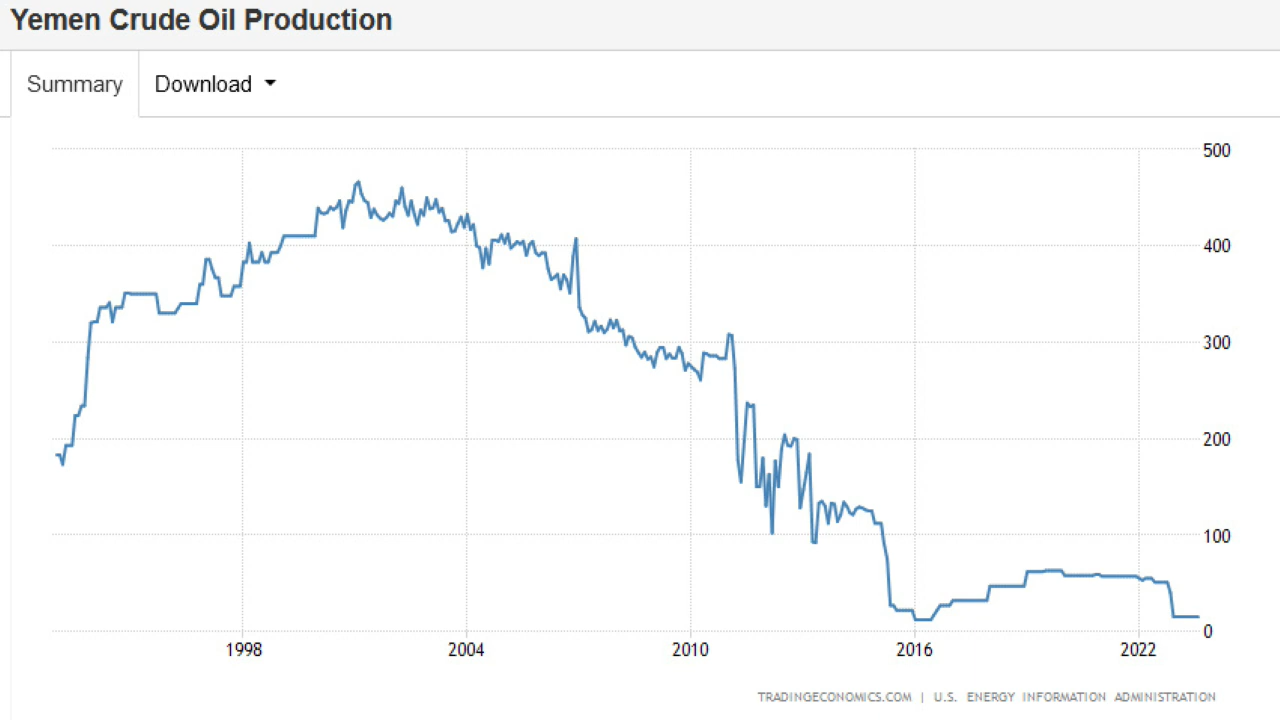 Yemen Crude Oil Production
Summary
Download
500
400
300
200
100
0
1998 2004 2010 2016 2022
TRADINGECONOMICS.COM | U.S. ENERGY INFORMATION ADMINISTRATION